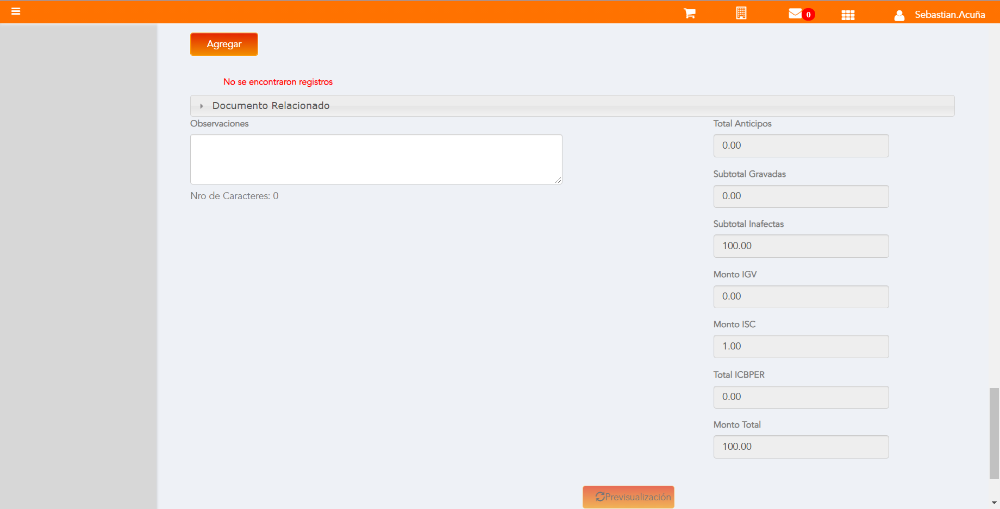 0
Sebastian.Acuña
Agregar
No se encontraron registros
Documento Relacionado
Observaciones
Nro de Caracteres: 0
Total Anticipos
0.00
Subtotal Gravadas
0.00
Subtotal Inafectas
100.00
Monto IGV
0.00
Monto ISC
1.00
Total ICBPER
0.00
Monto Total
100.00
Previsualización